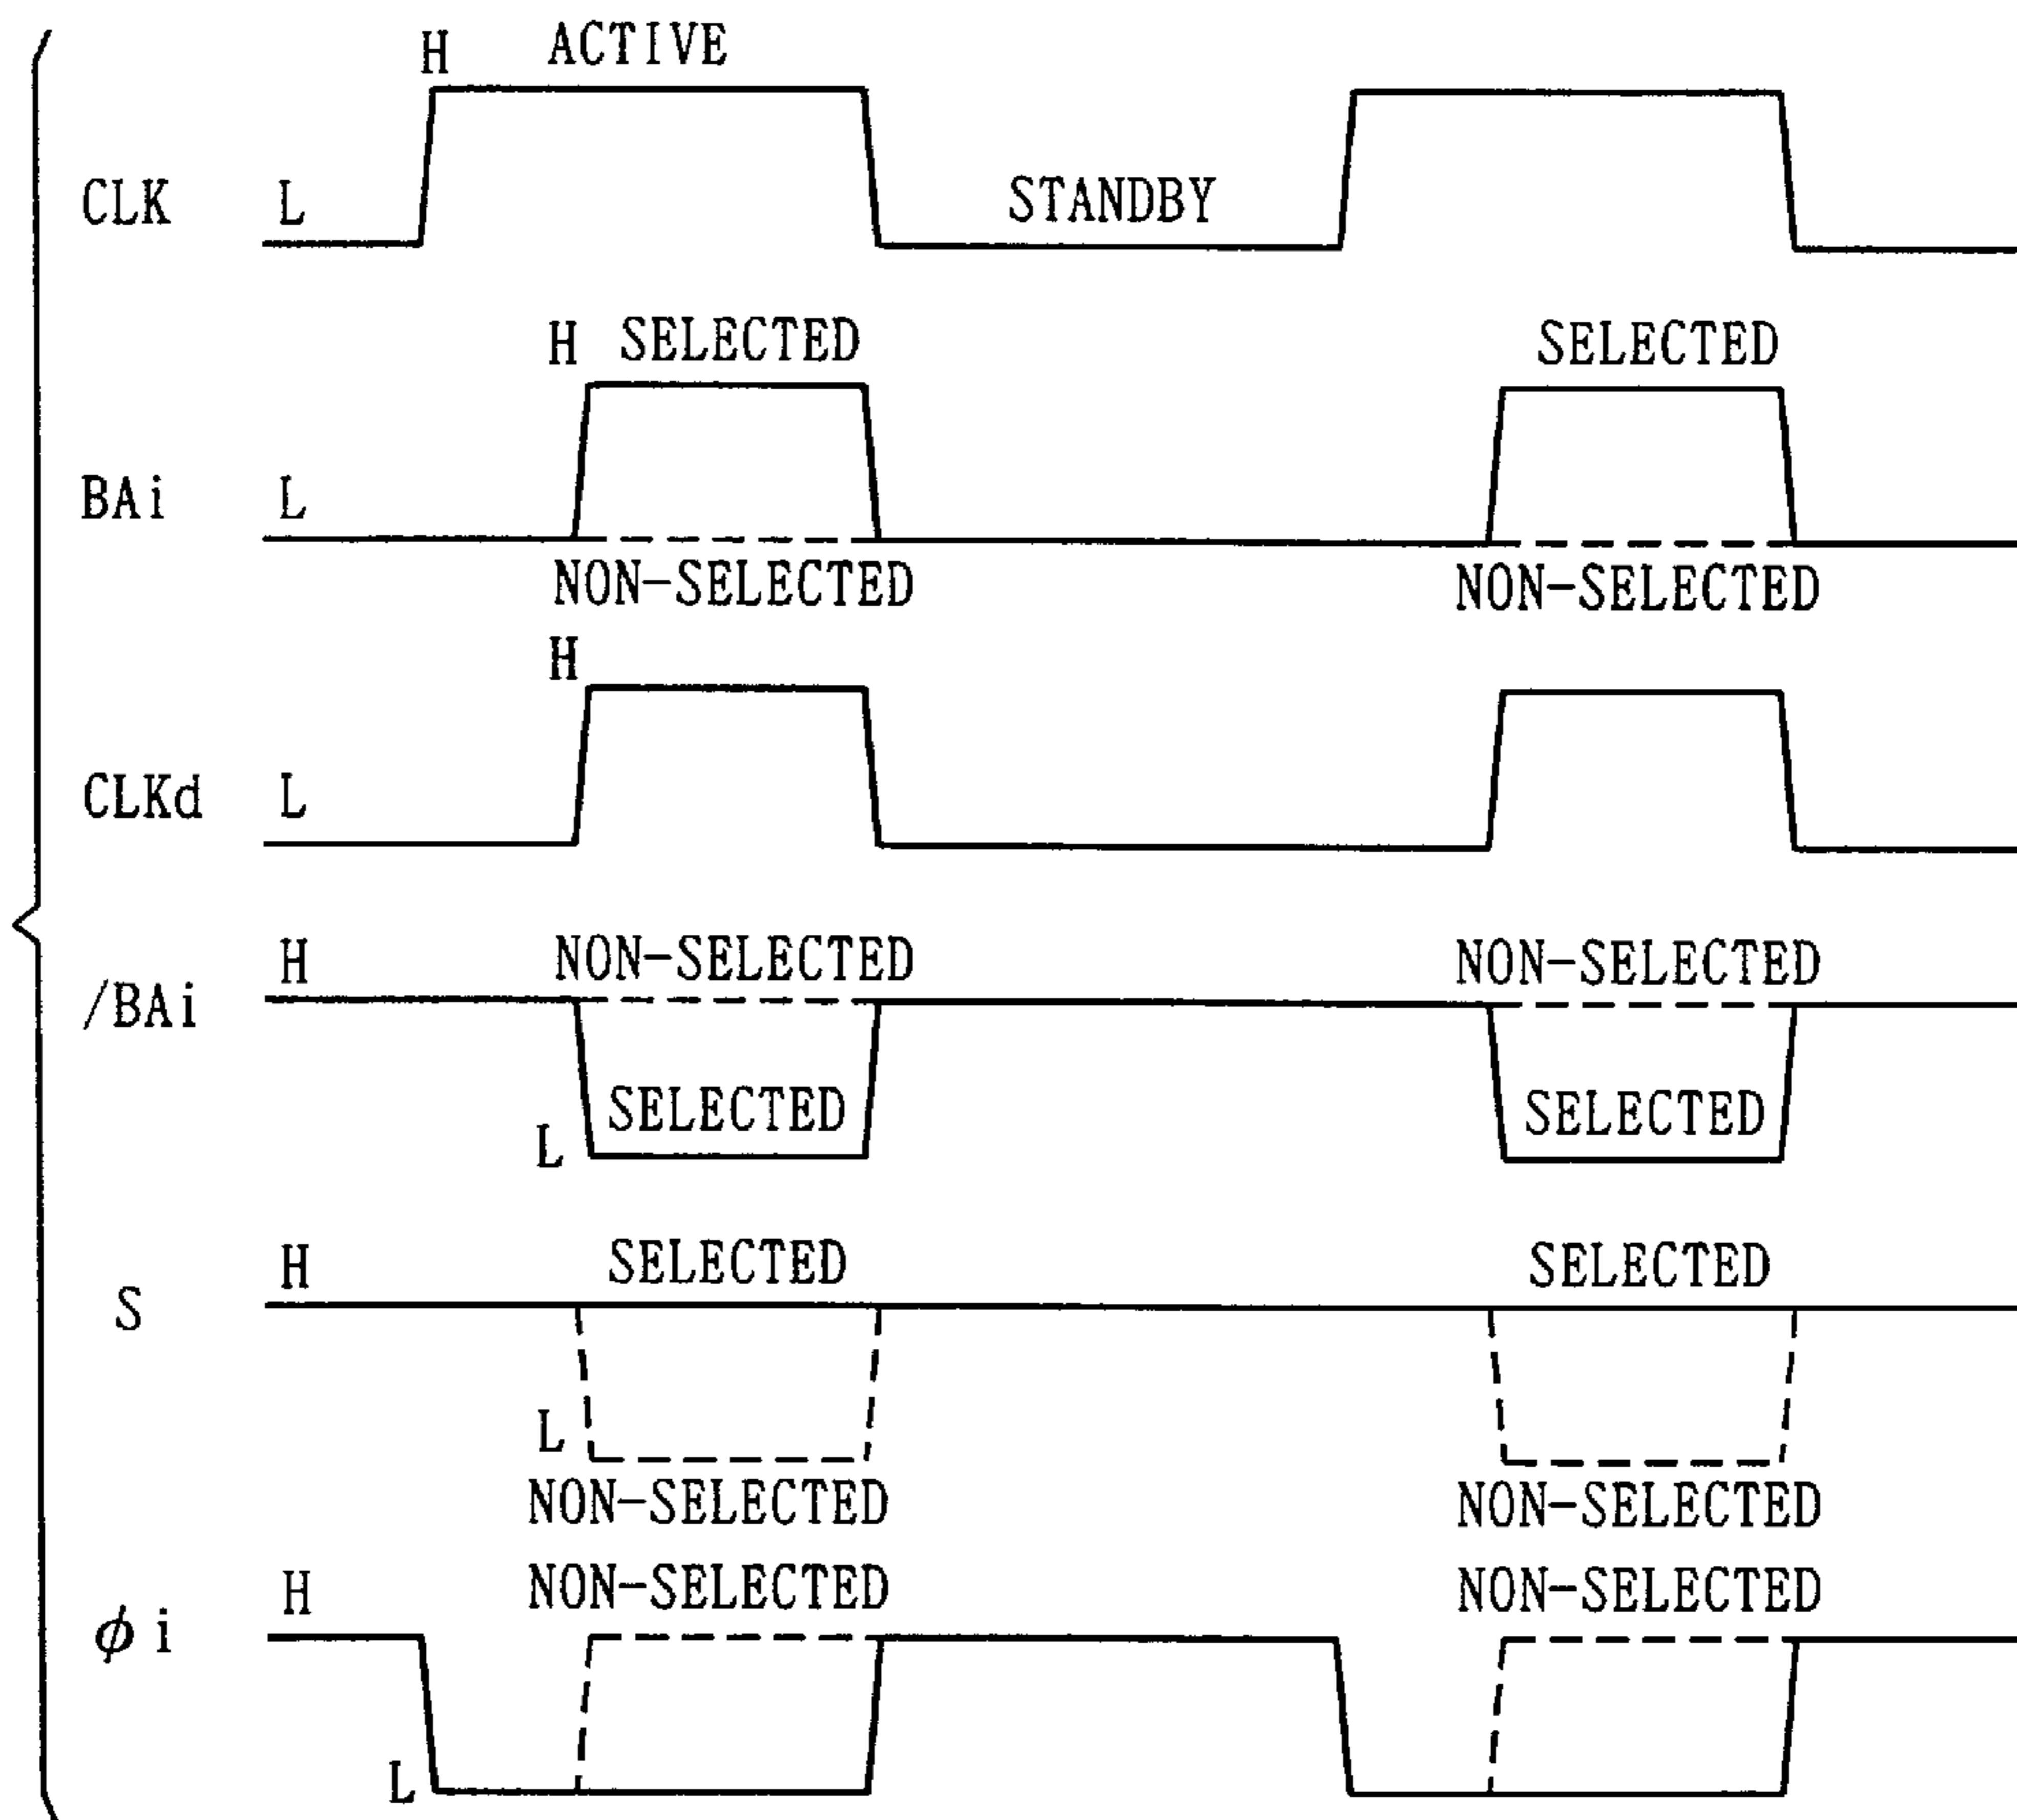 H ACTIVE
CLK L STANDBY
H SELECTED SELECTED
BAi L
NON-SELECTED NON-SELECTED
H
CLKd L
H NON-SELECTED NON-SELECTED
/BAi
SELECTED SELECTED
L
H SELECTED SELECTED
S
L
NON-SELECTED NON-SELECTED
H NON-SELECTED NON-SELECTED
ϕi
L